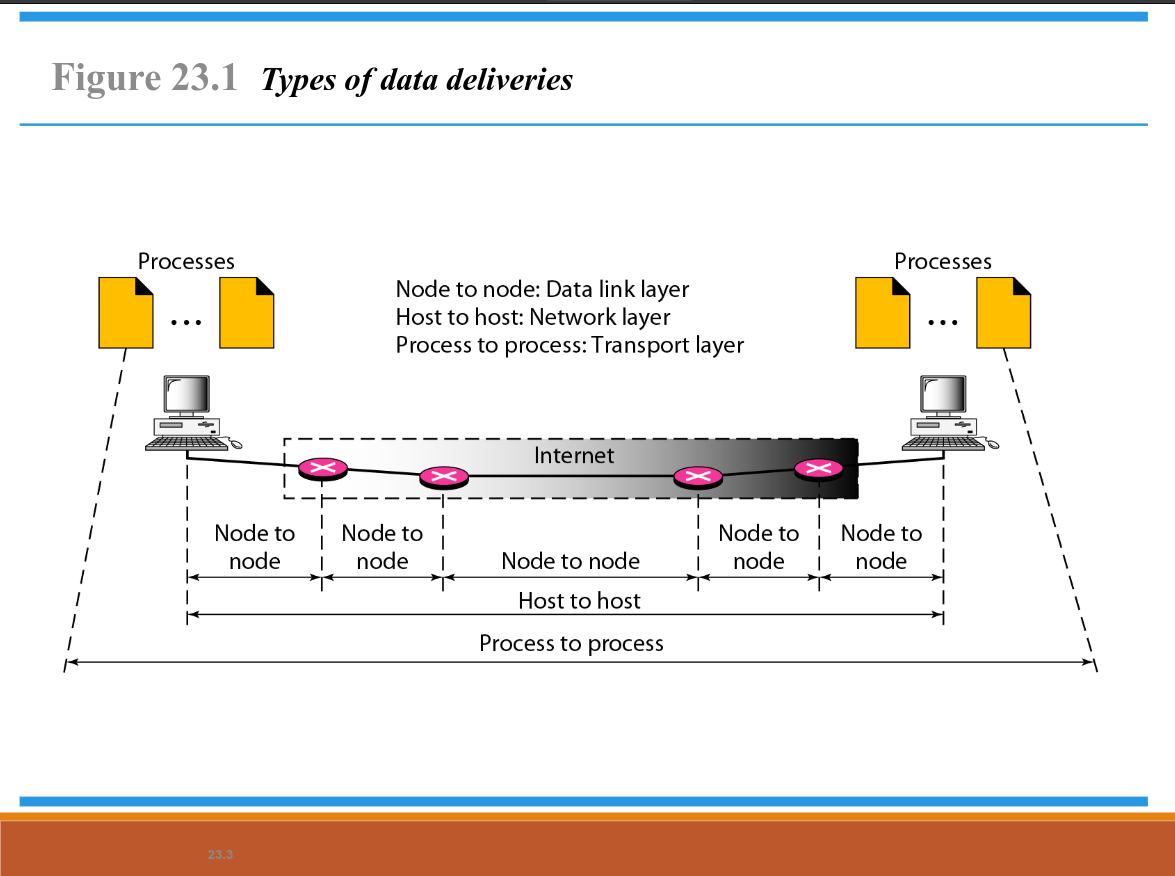 Figure 23.1 Types of data deliveries
Processes
Processes
Node to node: Data link layer
Host to host: Network layer
Process to process: Transport layer
...
...
Internet
Node to
node
Node to
node
Node to node
Node to
node
Node to
node
Host to host
Process to process
23.3